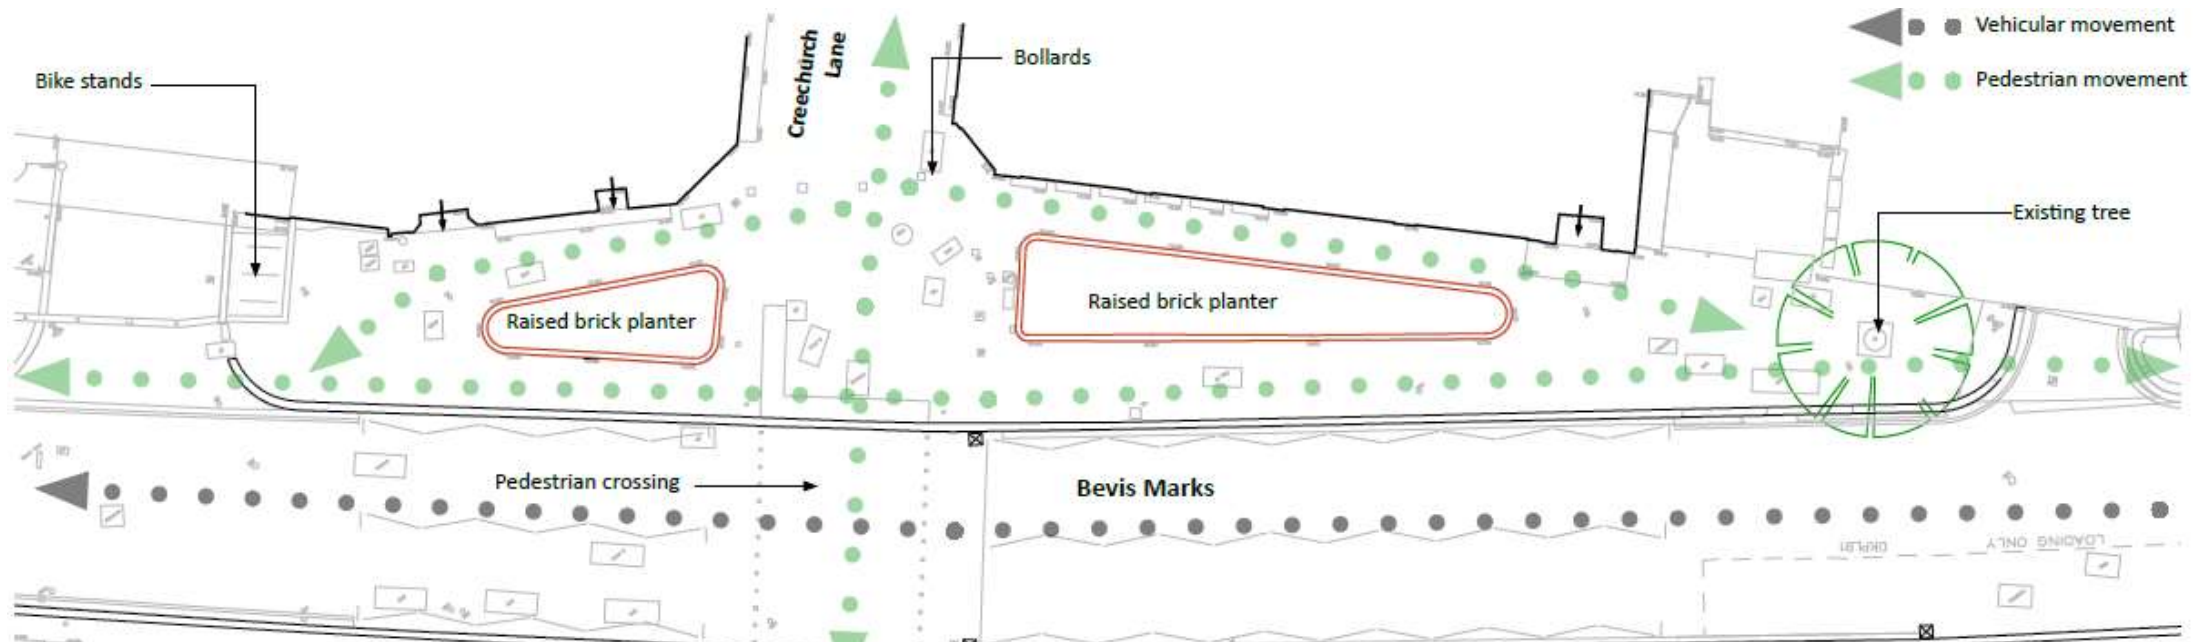 Vehicular movement
Pedestrian movement
Creechurch
Lane
Bollards
Bike stands
Existing tree
Raised brick planter
Raised brick planter
Pedestrian crossing
Bevis Marks
LOADING ONLY